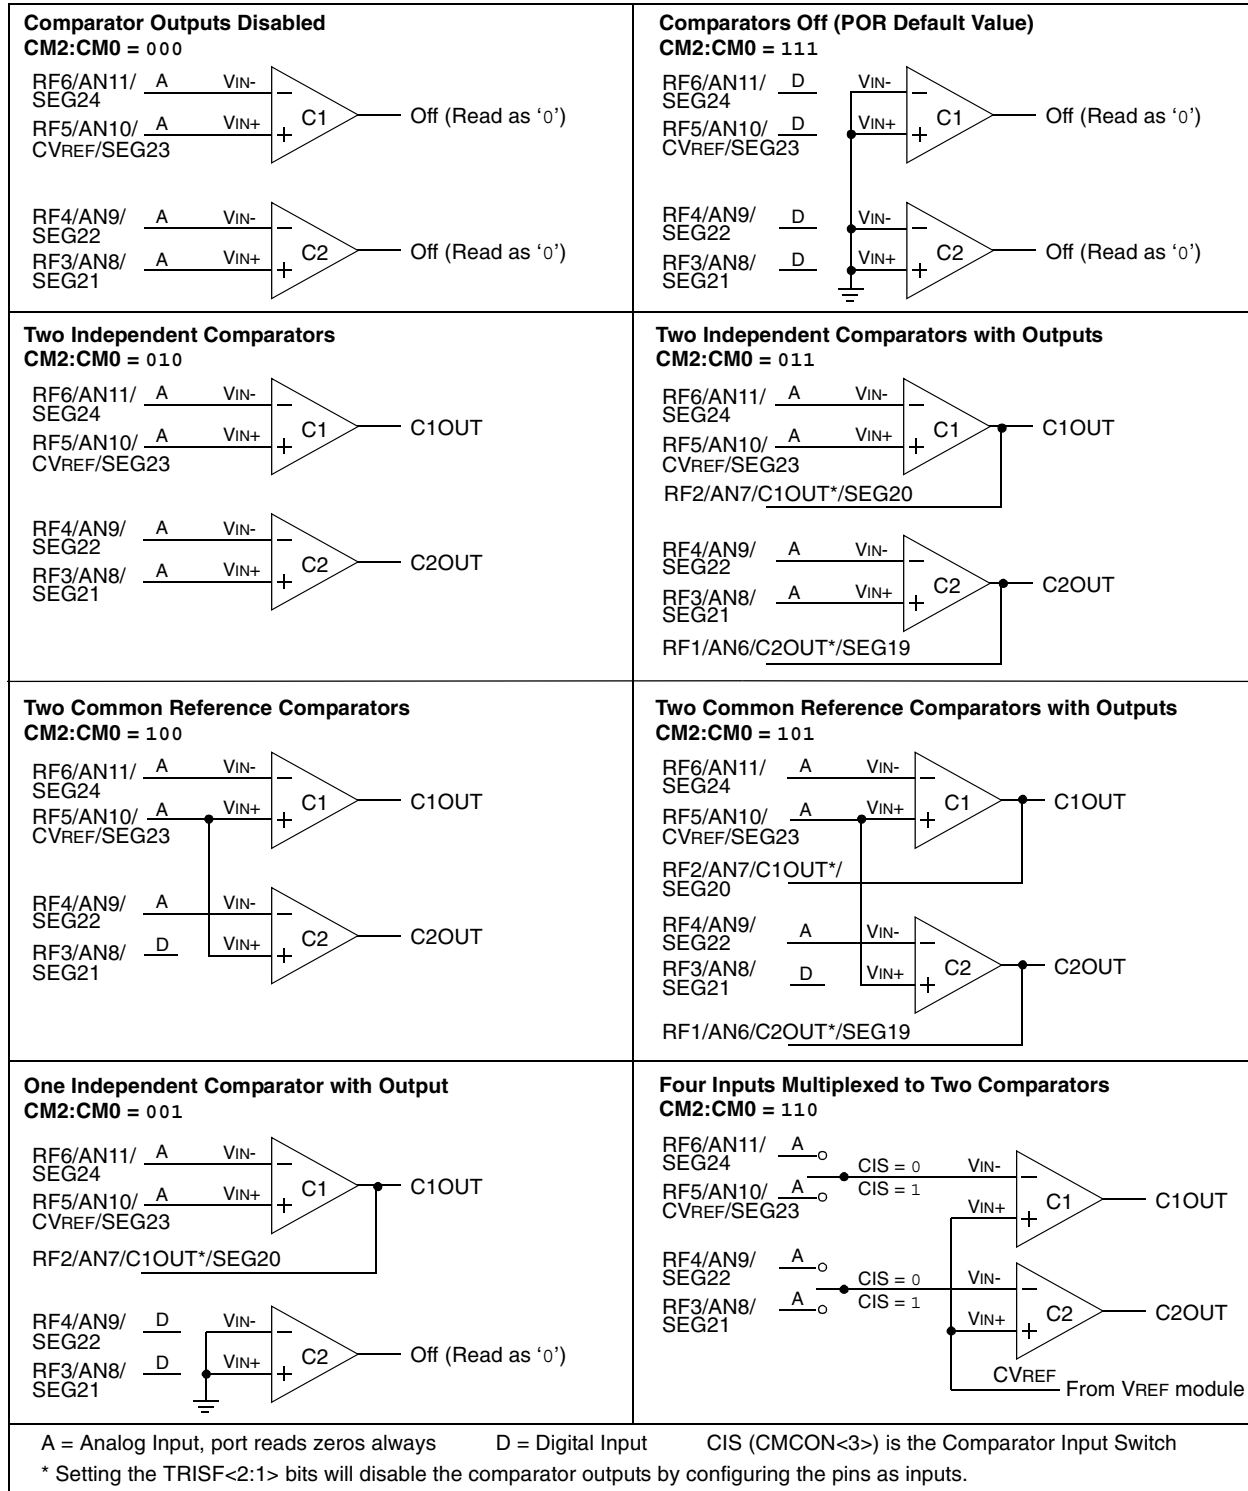 Comparator Outputs Disabled
CM2:CM0 = 000
RF6/AN11/ A VIN-
SEG24
C1 Off (Read as ‘0’)
RF5/AN10/ A VIN+
CVREF/SEG23
RF4/AN9/ A VIN-
SEG22
C2 Off (Read as ‘0’)
RF3/AN8/ A VIN+
SEG21
Comparators Off (POR Default Value)
CM2:CM0 = 111
RF6/AN11/ D VIN-
SEG24
C1 Off (Read as ‘0’)
RF5/AN10/ D VIN+
CVREF/SEG23
RF4/AN9/ D VIN-
SEG22
C2 Off (Read as ‘0’)
RF3/AN8/ D VIN+
SEG21
Two Independent Comparators
CM2:CM0 = 010
RF6/AN11/ A VIN-
SEG24
C1 C1OUT
RF5/AN10/ A VIN+
CVREF/SEG23
RF4/AN9/ A VIN-
SEG22
C2 C2OUT
RF3/AN8/ A VIN+
SEG21
Two Independent Comparators with Outputs
CM2:CM0 = 011
RF6/AN11/ A VIN-
SEG24
C1 C1OUT
RF5/AN10/ A VIN+
CVREF/SEG23
RF2/AN7/C1OUT*/SEG20
RF4/AN9/ A VIN-
SEG22
C2 C2OUT
RF3/AN8/ A VIN+
SEG21
RF1/AN6/C2OUT*/SEG19
Two Common Reference Comparators
CM2:CM0 = 100
RF6/AN11/ A VIN-
SEG24
C1 C1OUT
RF5/AN10/ A VIN+
CVREF/SEG23
RF4/AN9/ A VIN-
SEG22
C2 C2OUT
RF3/AN8/ D VIN+
SEG21
Two Common Reference Comparators with Outputs
CM2:CM0 = 101
RF6/AN11/ A VIN-
SEG24
C1 C1OUT
RF5/AN10/ A VIN+
CVREF/SEG23
RF2/AN7/C1OUT*/
SEG20
RF4/AN9/ A VIN-
SEG22
C2 C2OUT
RF3/AN8/ D VIN+
SEG21
RF1/AN6/C2OUT*/SEG19
One Independent Comparator with Output
CM2:CM0 = 001
RF6/AN11/ A VIN-
SEG24
C1 C1OUT
RF5/AN10/ A VIN+
CVREF/SEG23
RF2/AN7/C1OUT*/SEG20
RF4/AN9/ D VIN-
SEG22
C2 Off (Read as ‘0’)
RF3/AN8/ D VIN+
SEG21
Four Inputs Multiplexed to Two Comparators
CM2:CM0 = 110
RF6/AN11/ A
SEG24
CIS = 0 VIN-
RF5/AN10/ A CIS = 1
CVREF/SEG23
VIN+ C1 C1OUT
RF4/AN9/ A
SEG22
CIS = 0 VIN-
RF3/AN8/ A CIS = 1
SEG21
VIN+ C2 C2OUT
CVREF
From VREF module
A = Analog Input, port reads zeros always D = Digital Input CIS (CMCON<3>) is the Comparator Input Switch
* Setting the TRISF<2:1> bits will disable the comparator outputs by configuring the pins as inputs.